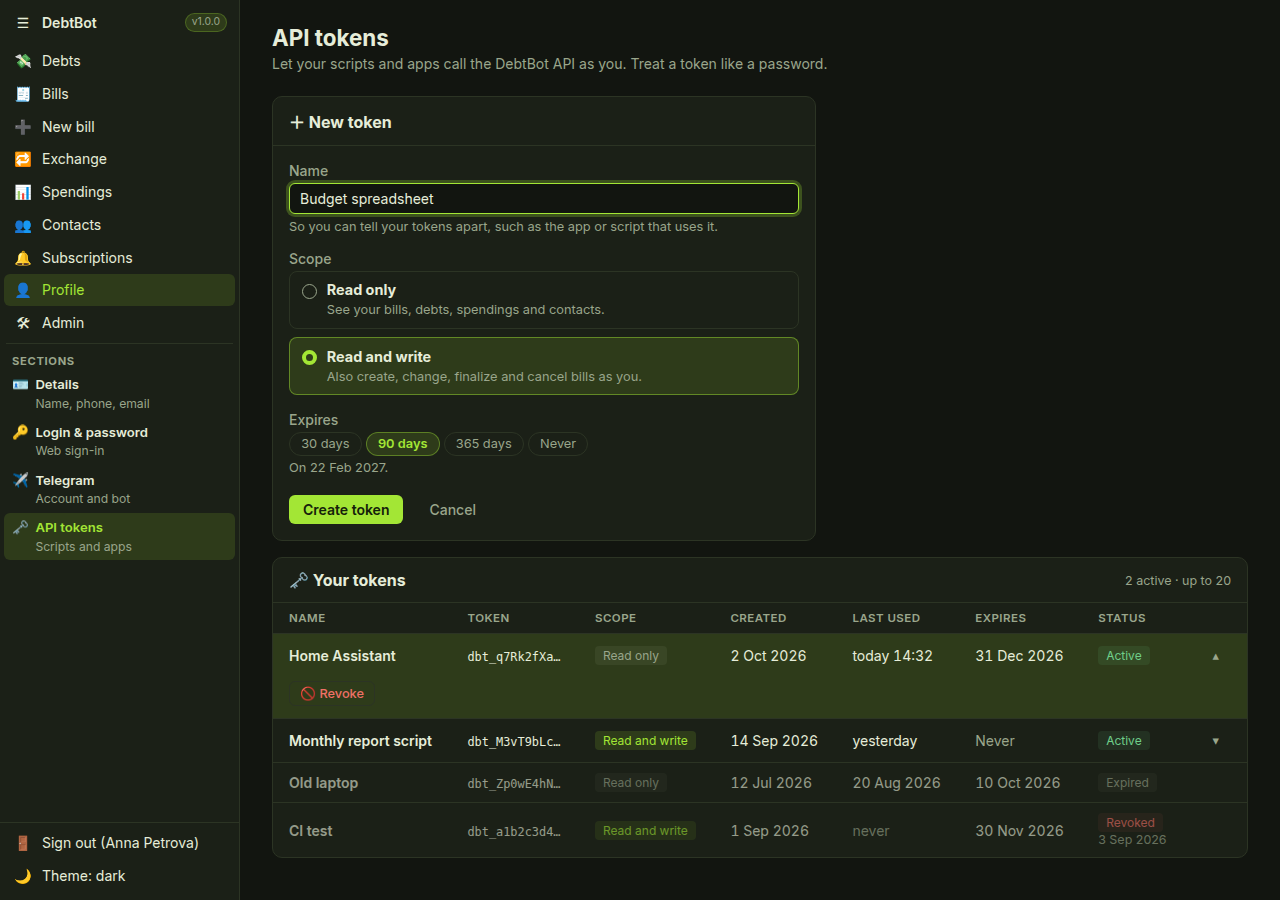 DebtBot v1.0.0
Debts
Bills
New bill
Exchange
Spendings
Contacts
Subscriptions
Profile
Admin
SECTIONS
Details
Name, phone, email
Login & password
Web sign-in
Telegram
Account and bot
API tokens
Scripts and apps
Sign out (Anna Petrova)
Theme: dark
API tokens
Let your scripts and apps call the DebtBot API as you. Treat a token like a password.
+ New token
Name
Budget spreadsheet
So you can tell your tokens apart, such as the app or script that uses it.
Scope
Read only
See your bills, debts, spendings and contacts.
Read and write
Also create, change, finalize and cancel bills as you.
Expires
30 days 90 days 365 days Never
On 22 Feb 2027.
Create token Cancel
Your tokens 2 active · up to 20
NAME TOKEN SCOPE CREATED LAST USED EXPIRES STATUS
Home Assistant dbt_q7Rk2fXa… Read only 2 Oct 2026 today 14:32 31 Dec 2026 Active ▲
Revoke
Monthly report script dbt_M3vT9bLc… Read and write 14 Sep 2026 yesterday Never Active ▼
Old laptop dbt_Zp0wE4hN… Read only 12 Jul 2026 20 Aug 2026 10 Oct 2026 Expired
CI test dbt_a1b2c3d4… Read and write 1 Sep 2026 never 30 Nov 2026 Revoked
3 Sep 2026